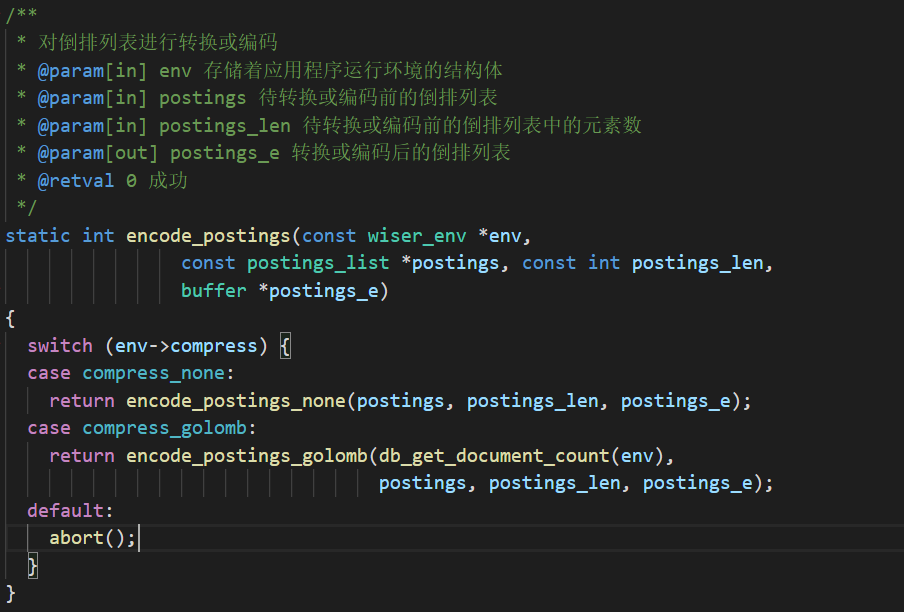 /**
 * 对倒排列表进行转换或编码
 * @param[in] env 存储着应用程序运行环境的结构体
 * @param[in] postings 待转换或编码前的倒排列表
 * @param[in] postings_len 待转换或编码前的倒排列表中的元素数
 * @param[out] postings_e 转换或编码后的倒排列表
 * @retval 0 成功
 */
static int encode_postings(const wiser_env *env,
                const postings_list *postings, const int postings_len,
                buffer *postings_e)
{
  switch (env->compress) {
  case compress_none:
    return encode_postings_none(postings, postings_len, postings_e);
  case compress_golomb:
    return encode_postings_golomb(db_get_document_count(env),
                                  postings, postings_len, postings_e);
  default:
    abort();
  }
}